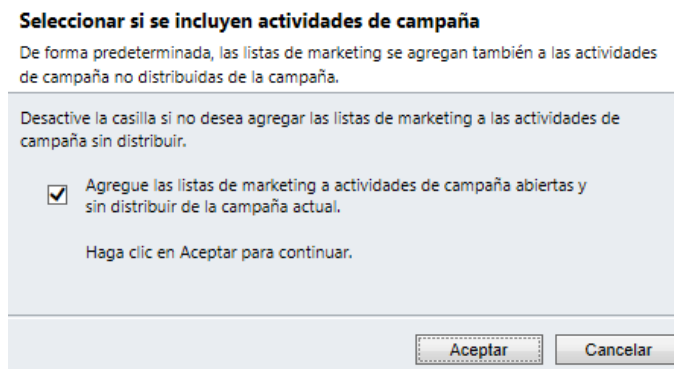 Seleccionar si se incluyen actividades de campaña
De forma predeterminada, las listas de marketing se agregan también a las actividades
de campaña no distribuidas de la campaña.
Desactive la casilla si no desea agregar las listas de marketing a las actividades de
campaña sin distribuir.
Agregue las listas de marketing a actividades de campaña abiertas y
sin distribuir de la campaña actual.
Haga clic en Aceptar para continuar.
Aceptar Cancelar